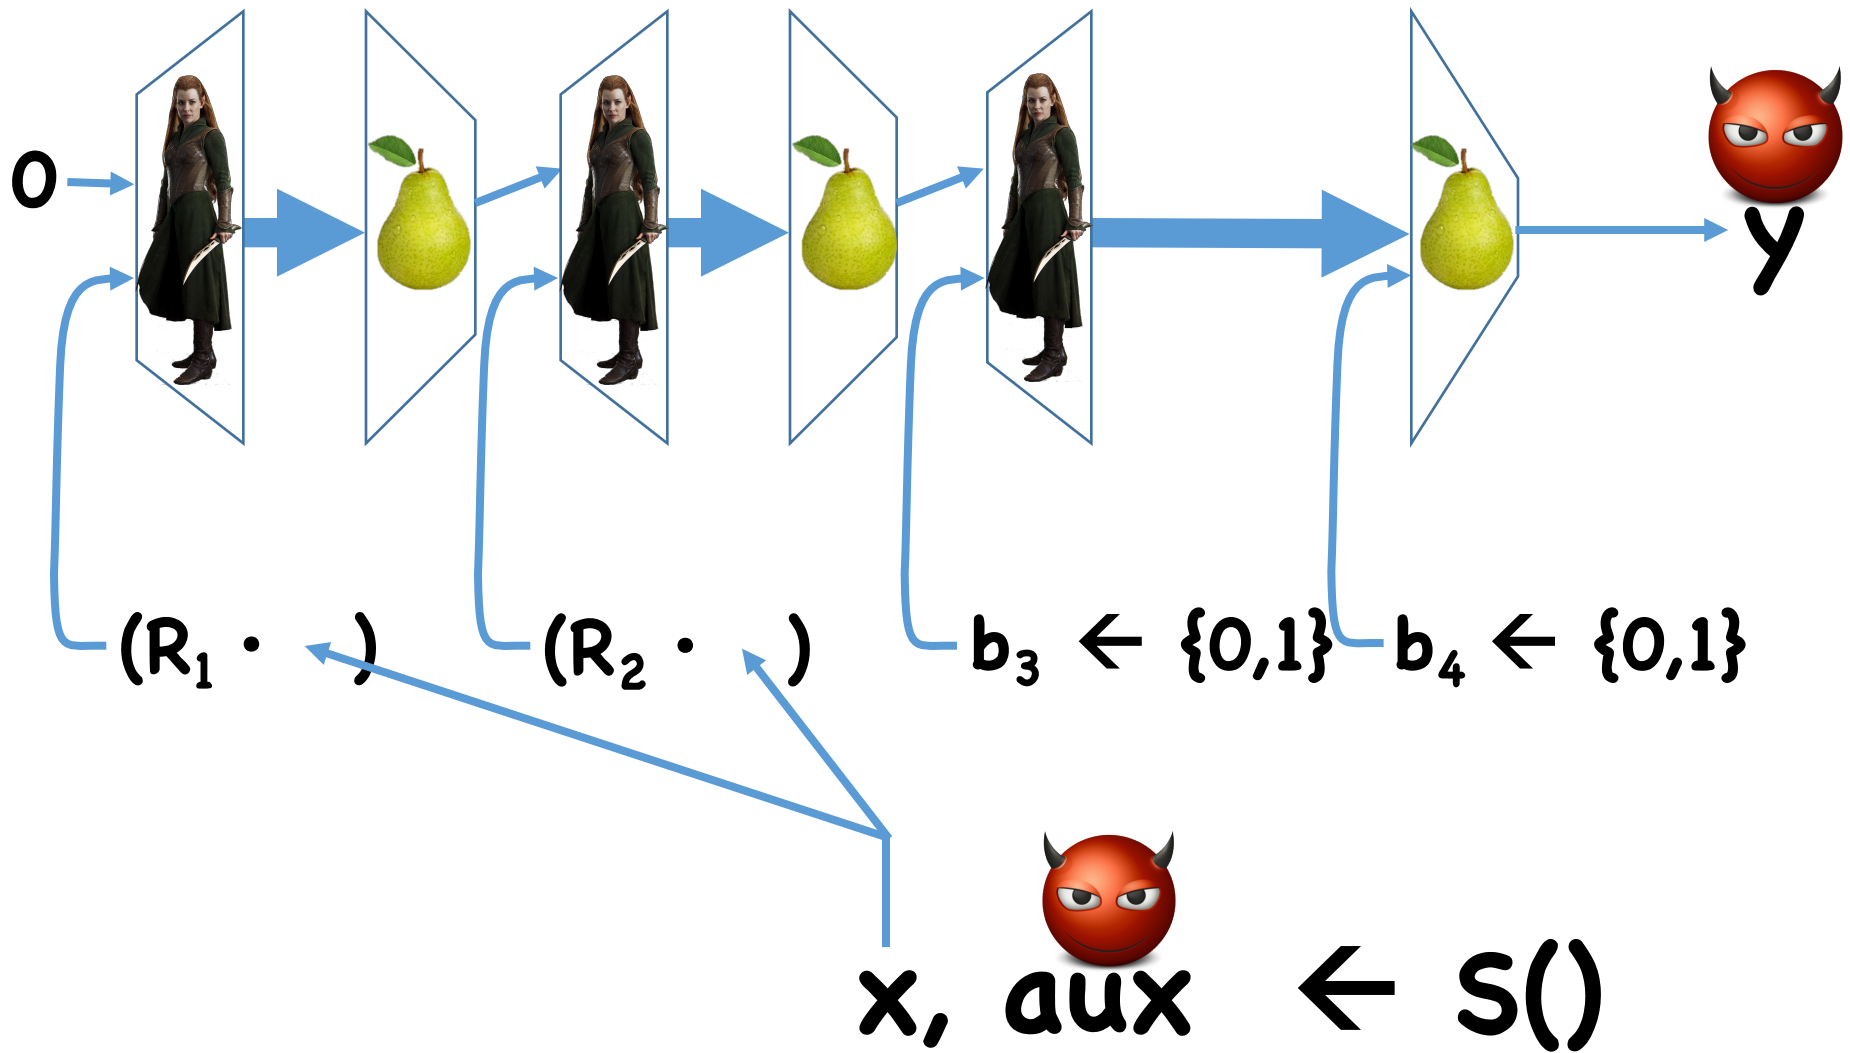 0
y
(R₁ • ) (R₂ • ) b₃ ← {0,1} b₄ ← {0,1}
x, aux ← S()